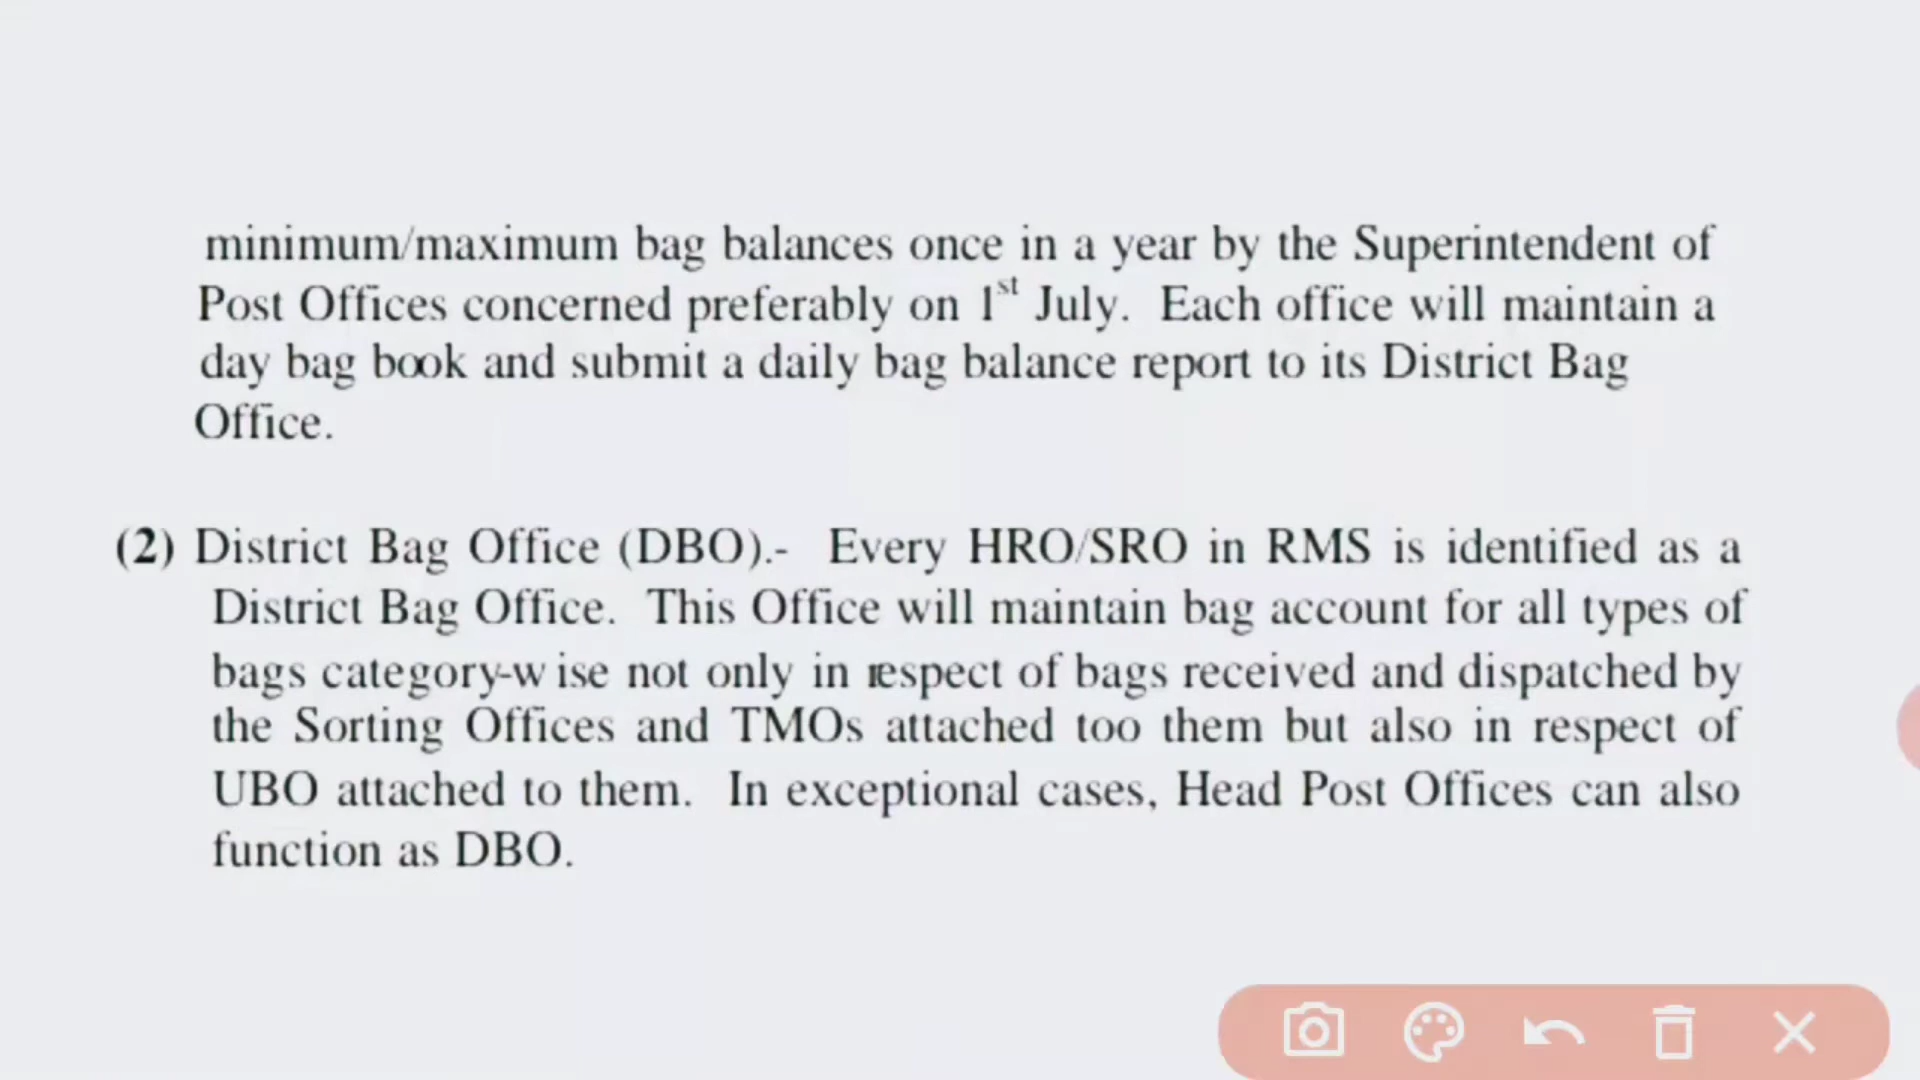 minimum/maximum bag balances once in a year by the Superintendent of
Post Offices concerned preferably on 1st July. Each office will maintain a
day bag book and submit a daily bag balance report to its District Bag
Office.
(2) District Bag Office (DBO).- Every HRO/SRO in RMS is identified as a
District Bag Office. This Office will maintain bag account for all types of
bags category-w ise not only in respect of bags received and dispatched by
the Sorting Offices and TMOs attached too them but also in respect of
UBO attached to them. In exceptional cases, Head Post Offices can also
function as DBO.